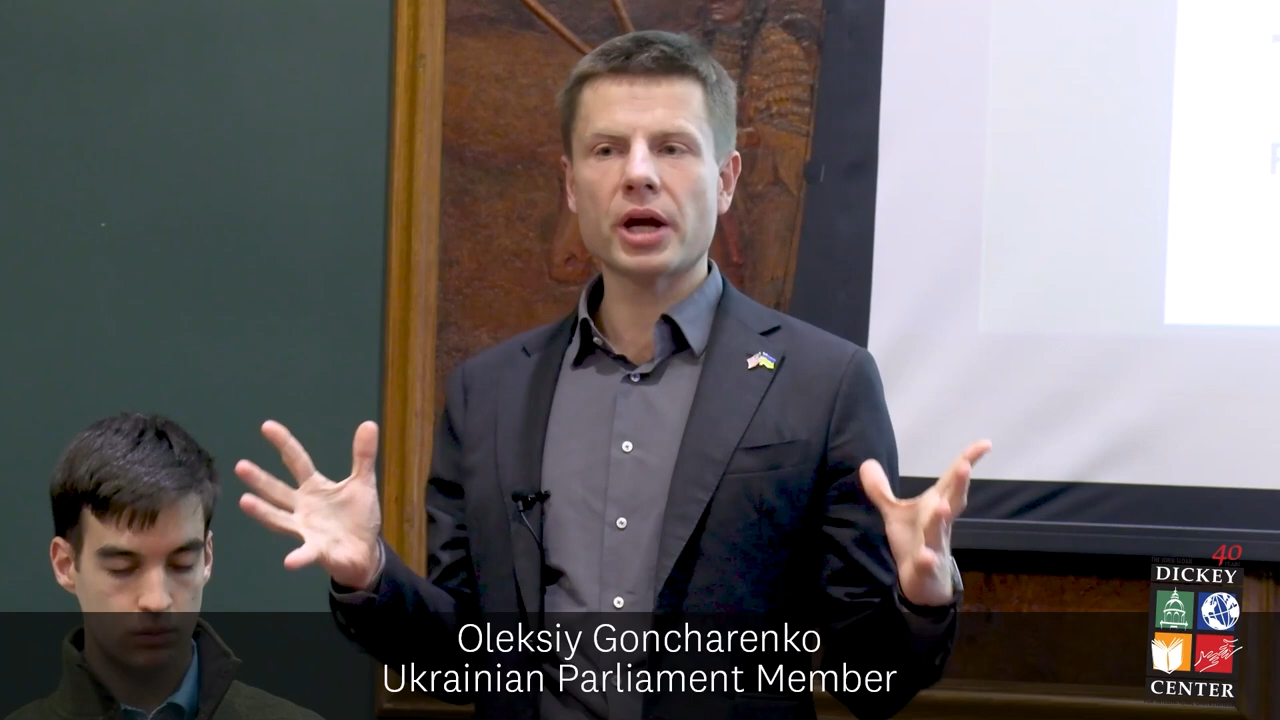 40
DICKEY
CENTER
Oleksiy Goncharenko
Ukrainian Parliament Member